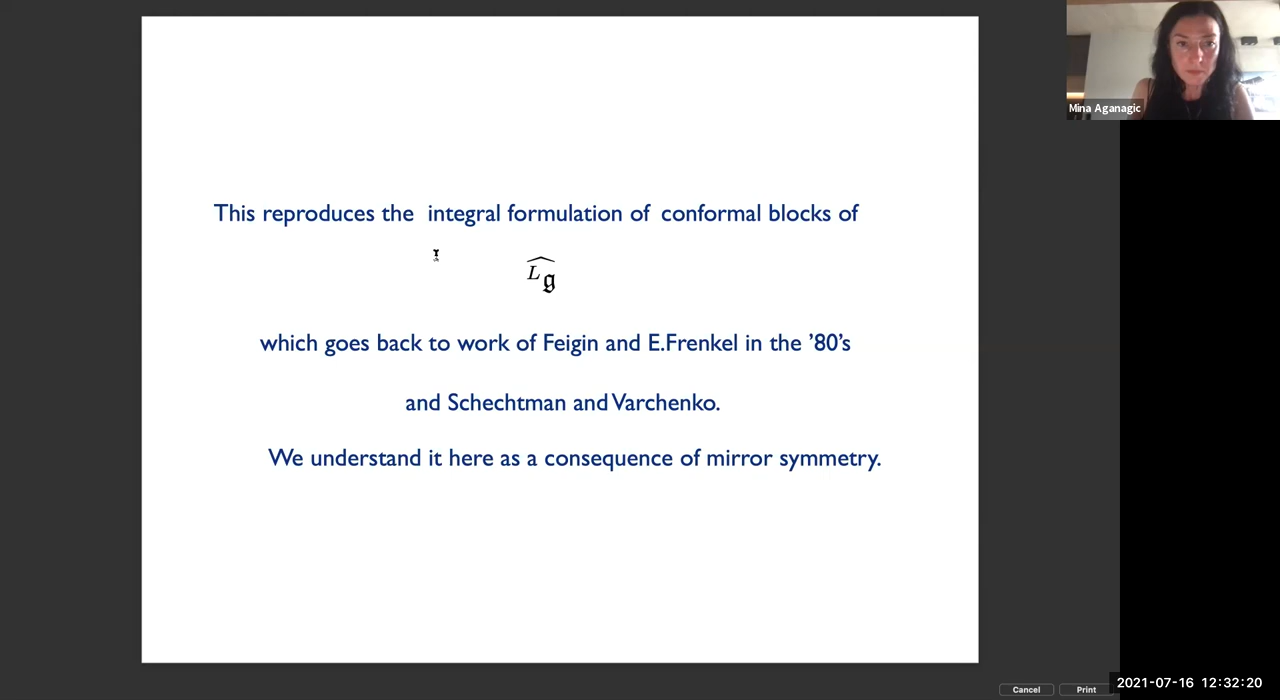 This reproduces the integral formulation of conformal blocks of
$\widehat{^L\mathfrak{g}}$
which goes back to work of Feigin and E.Frenkel in the ’80’s
and Schechtman and Varchenko.
We understand it here as a consequence of mirror symmetry.
Mina Aganagic
Cancel
Print
2021-07-16 12:32:20